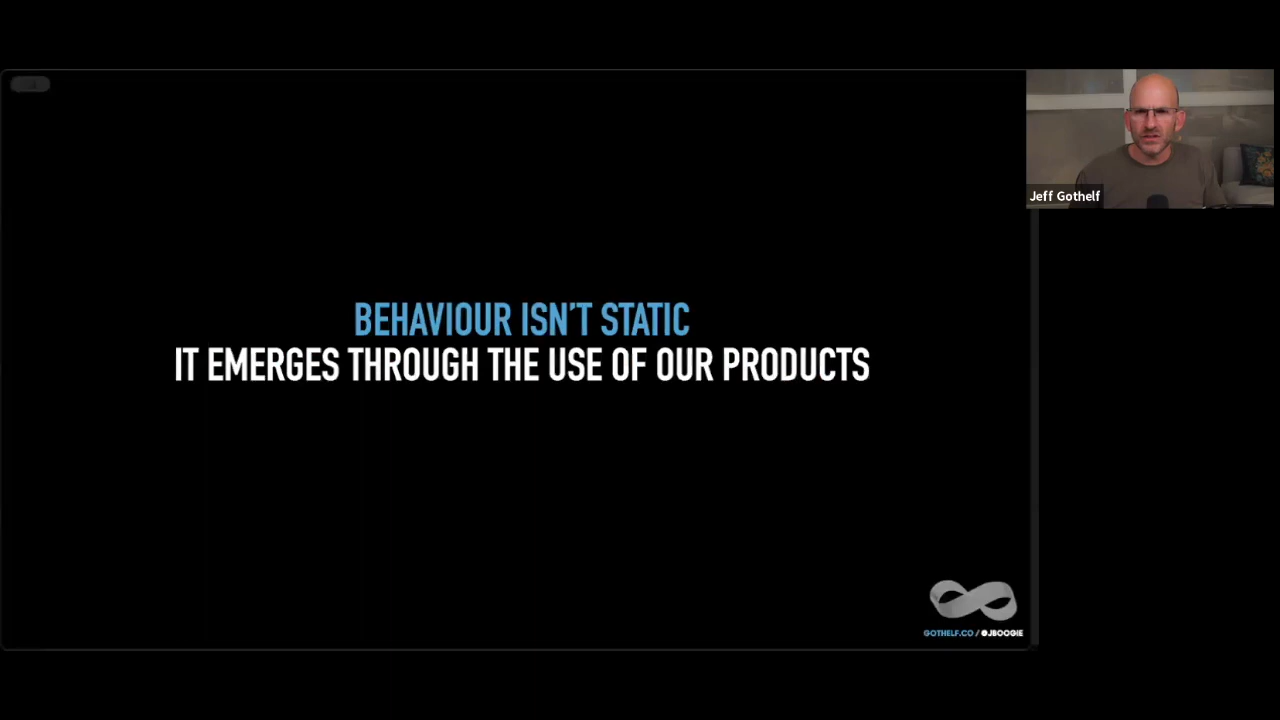 BEHAVIOUR ISN'T STATIC
IT EMERGES THROUGH THE USE OF OUR PRODUCTS
Jeff Gothelf
GOTHELF.CO / @JBOOGIE